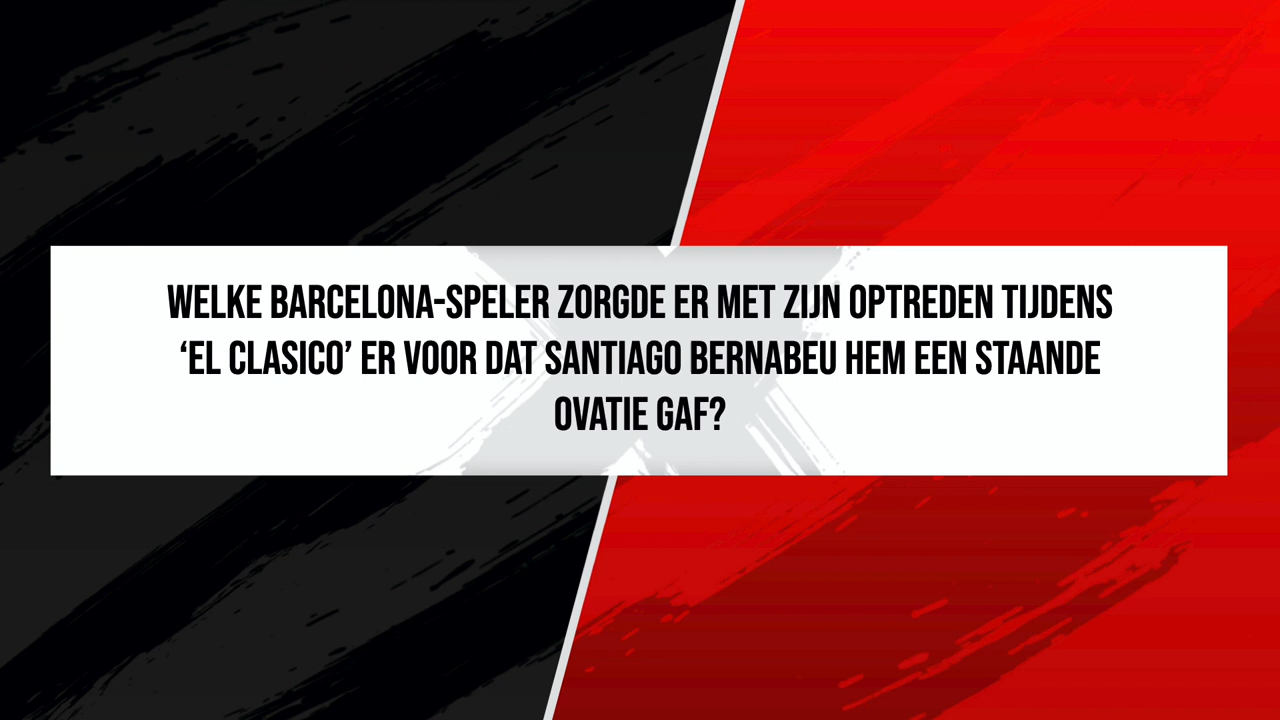 WELKE BARCELONA-SPELER ZORGDE ER MET ZIJN OPTREDEN TIJDENS
‘EL CLASICO’ ER VOOR DAT SANTIAGO BERNABEU HEM EEN STAANDE
OVATIE GAF?